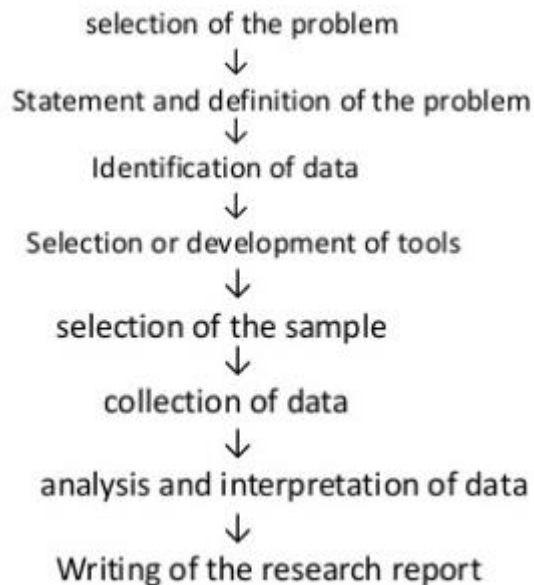 selection of the problem
↓
Statement and definition of the problem
↓
Identification of data
↓
Selection or development of tools
↓
selection of the sample
↓
collection of data
↓
analysis and interpretation of data
↓
Writing of the research report